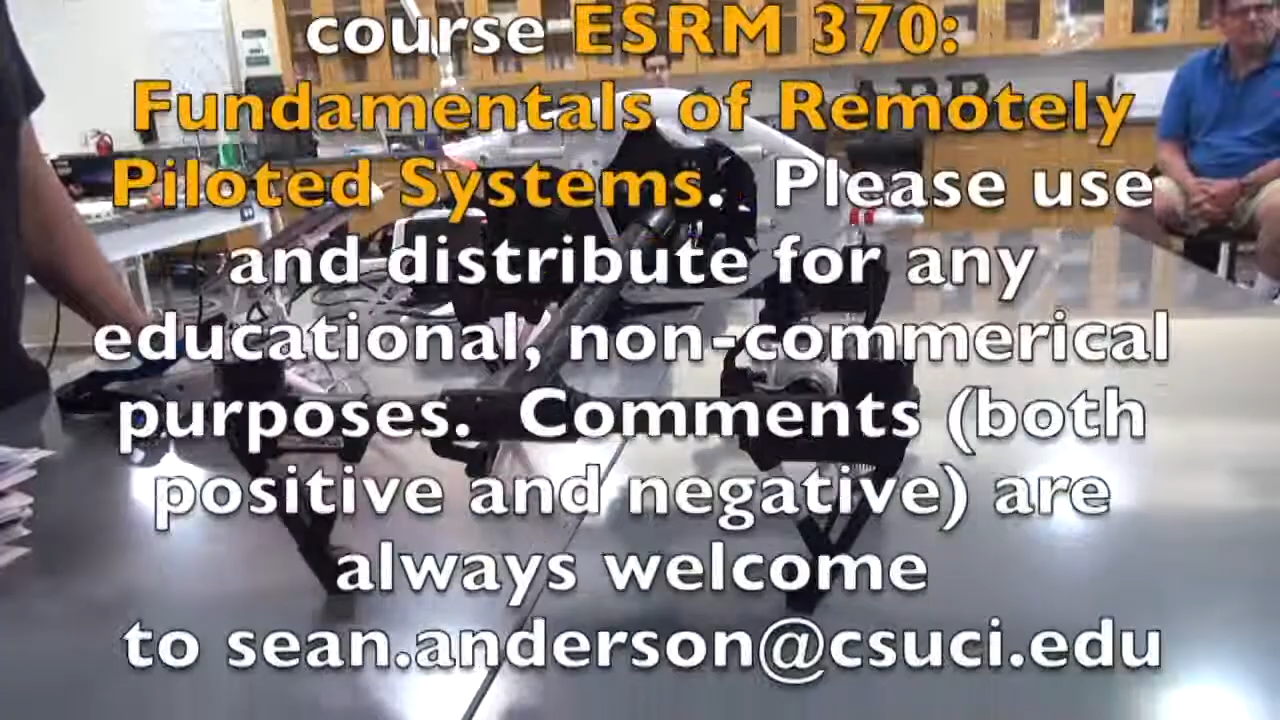 course ESRM 370:
Fundamentals of Remotely
Piloted Systems.  Please use
and distribute for any
educational, non-commerical
purposes.  Comments (both
positive and negative) are
always welcome
to sean.anderson@csuci.edu